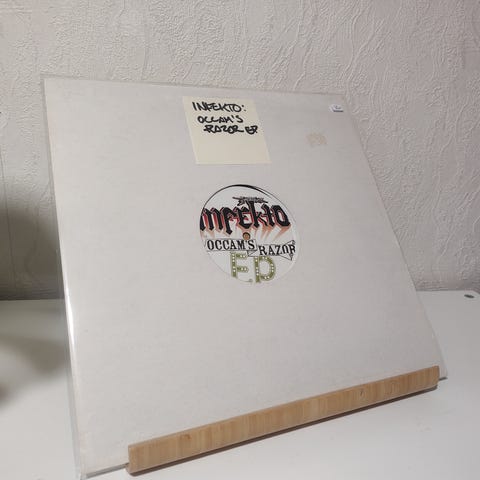 INFEKTO:
OCCAM'S
RAZOR EP
INFEKTO
OCCAM'S RAZOR
EP